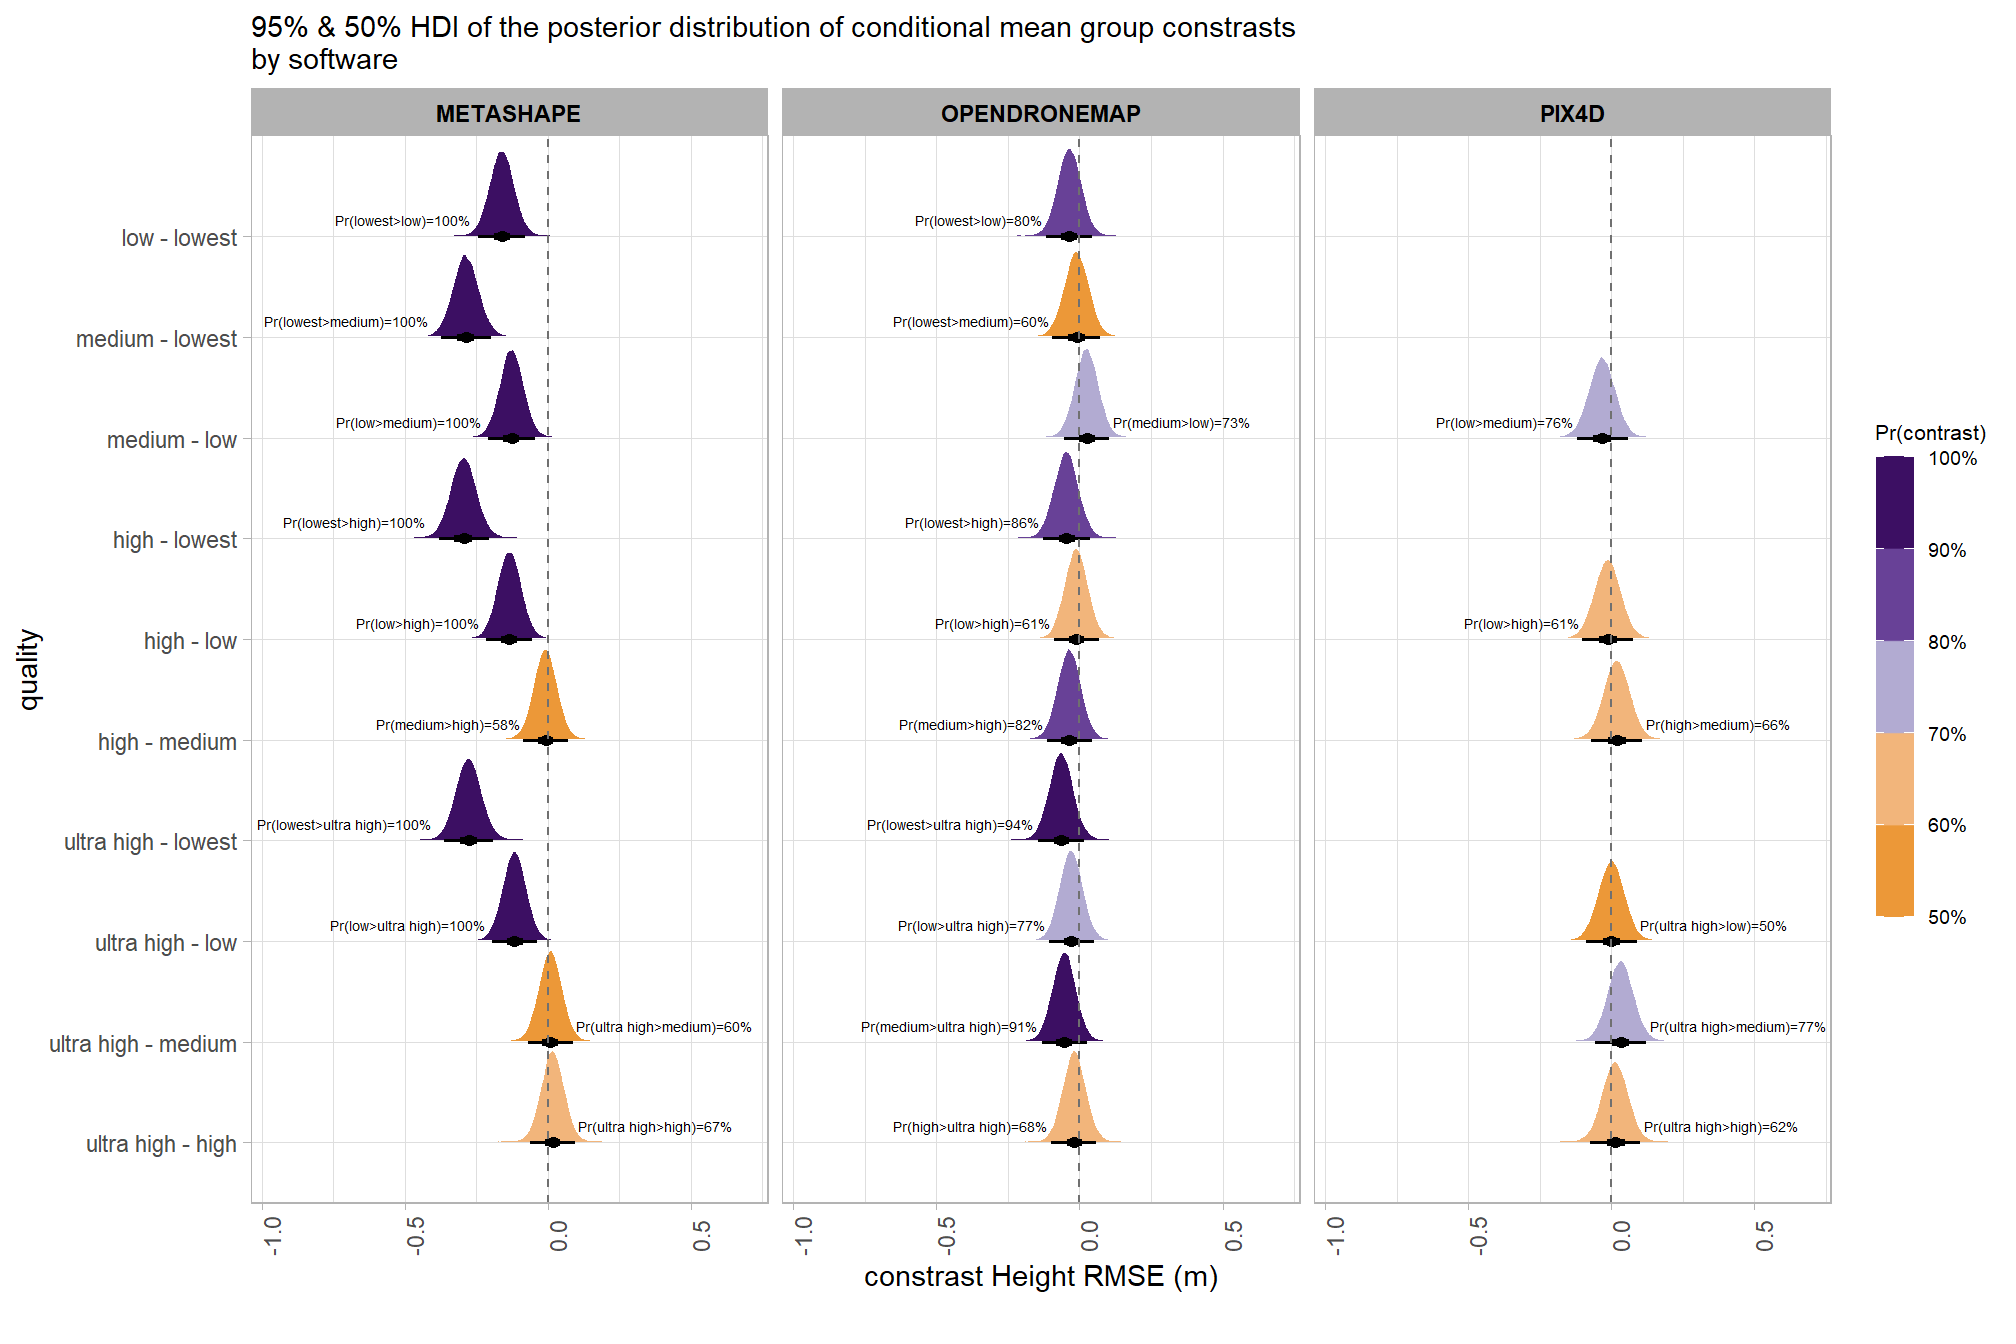 95% & 50% HDI of the posterior distribution of conditional mean group constrasts
by software
METASHAPE
OPENDRONEMAP
PIX4D
quality
low - lowest
Pr(lowest>low)=100%
Pr(lowest>low)=80%
medium - lowest
Pr(lowest>medium)=100%
Pr(lowest>medium)=60%
medium - low
Pr(low>medium)=100%
Pr(medium>low)=73%
Pr(low>medium)=76%
high - lowest
Pr(lowest>high)=100%
Pr(lowest>high)=86%
high - low
Pr(low>high)=100%
Pr(low>high)=61%
Pr(low>high)=61%
high - medium
Pr(medium>high)=58%
Pr(medium>high)=82%
Pr(high>medium)=66%
ultra high - lowest
Pr(lowest>ultra high)=100%
Pr(lowest>ultra high)=94%
ultra high - low
Pr(low>ultra high)=100%
Pr(low>ultra high)=77%
Pr(ultra high>low)=50%
ultra high - medium
Pr(ultra high>medium)=60%
Pr(medium>ultra high)=91%
Pr(ultra high>medium)=77%
ultra high - high
Pr(ultra high>high)=67%
Pr(high>ultra high)=68%
Pr(ultra high>high)=62%
-1.0
-0.5
0.0
0.5
-1.0
-0.5
0.0
0.5
-1.0
-0.5
0.0
0.5
constrast Height RMSE (m)
Pr(contrast)
100%
90%
80%
70%
60%
50%